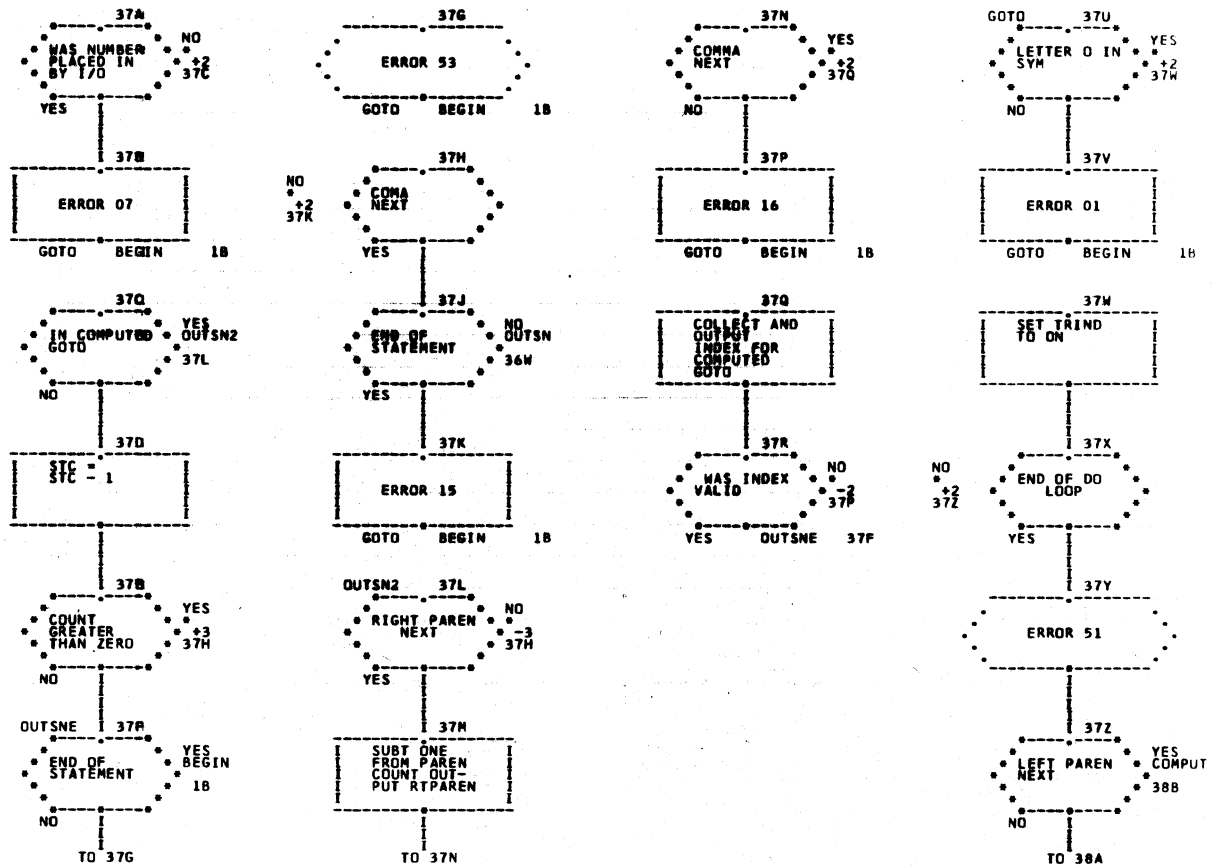 37A
NO
WAS NUMBER
PLACED IN
+2
BY I/O
37C
YES
37B
ERROR 07
GOTO BEGIN 1B
37C
YES
IN COMPUTED
OUTSN2
GOTO
37L
NO
37D
STC =
STC - 1
37E
YES
COUNT
GREATER
+3
THAN ZERO
37H
NO
OUTSNE 37F
YES
END OF
BEGIN
STATEMENT
1B
NO
TO 37G
37G
ERROR 53
GOTO BEGIN 1B
37H
NO
COMA
+2
NEXT
37K
YES
37J
NO
END OF
OUTSN
STATEMENT
36W
YES
37K
ERROR 15
GOTO BEGIN 1B
OUTSN2 37L
NO
RIGHT PAREN
NEXT
-3
37H
YES
37M
SUBT ONE
FROM PAREN
COUNT OUT-
PUT RTPAREN
TO 37N
37N
YES
COMMA
NEXT
+2
37Q
NO
37P
ERROR 16
GOTO BEGIN 1B
37Q
COLLECT AND
OUTPUT
INDEX FOR
COMPUTED
GOTO
37R
NO
WAS INDEX
VALID
-2
37P
YES OUTSNE 37F
GOTO 37U
YES
LETTER O IN
SYM
+2
37W
NO
37V
ERROR 01
GOTO BEGIN 1B
37W
SET TRIND
TO ON
37X
NO
END OF DO
+2
LOOP
37Z
YES
37Y
ERROR 51
37Z
YES
LEFT PAREN
COMPUT
NEXT
38B
NO
TO 38A